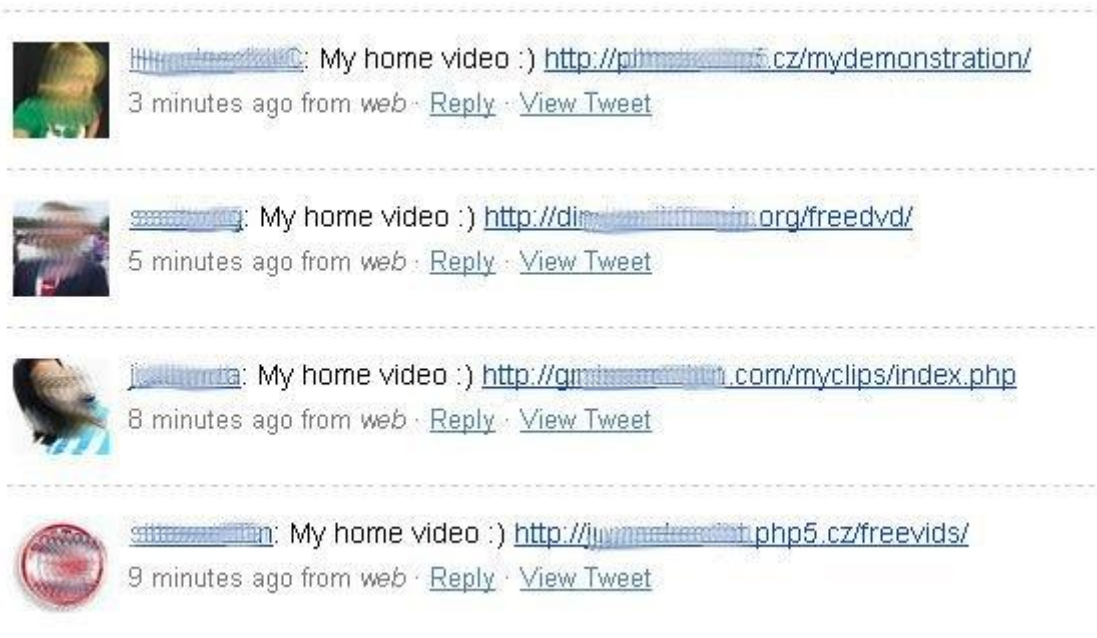 : My home video :) http://p .cz/mydemonstration/
3 minutes ago from web · Reply · View Tweet
: My home video :) http://di .org/freedvd/
5 minutes ago from web · Reply · View Tweet
: My home video :) http://g .com/myclips/index.php
8 minutes ago from web · Reply · View Tweet
: My home video :) http://j .php5.cz/freevids/
9 minutes ago from web · Reply · View Tweet